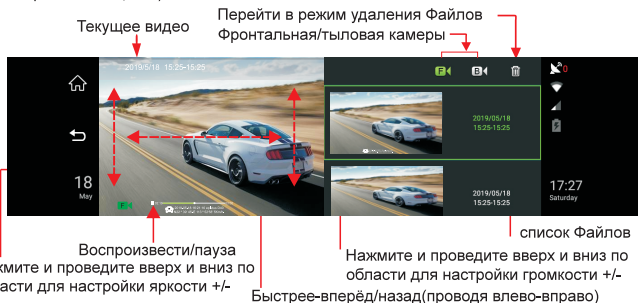 Перейти в режим удаления Файлов
Текущее видео
Фронтальная/тыловая камеры
2019/5/18 15:25-15:25
F
B
0
2019/05/18
15:25-15:25
18
May
F
2019/05/18
15:25-15:25
17:27
Saturday
список Файлов
Воспроизвести/пауза
Нажмите и проведите вверх и вниз по
области для настройки громкости +/-
жмите и проведите вверх и вниз по
ласти для настройки яркости +/-
Быстрее-вперёд/назад(проводя влево-вправо)